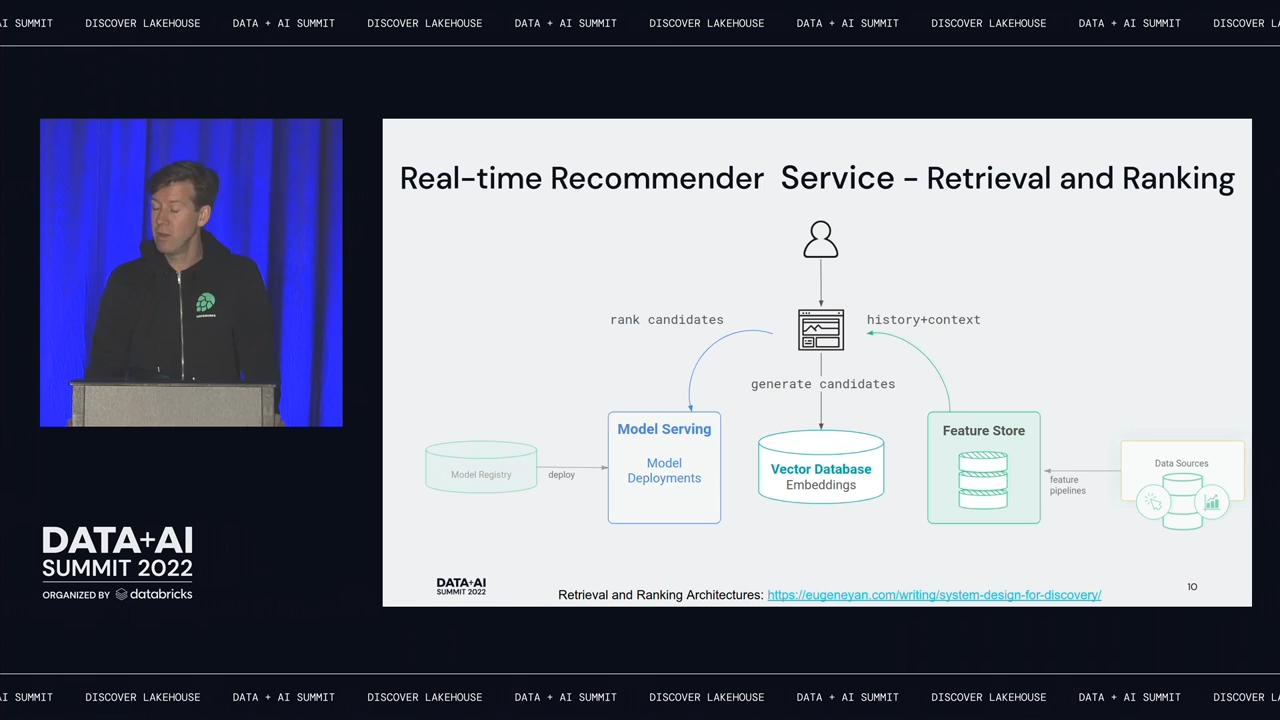 AI SUMMIT DISCOVER LAKEHOUSE DATA + AI SUMMIT DISCOVER LAKEHOUSE DATA + AI SUMMIT DISCOVER LAKEHOUSE DATA + AI SUMMIT DISCOVER LAKEHOUSE DATA + AI SUMMIT DISCOVER
Real-time Recommender Service - Retrieval and Ranking
rank candidates
history+context
generate candidates
Model Registry
deploy
Model Serving
Model
Deployments
Vector Database
Embeddings
Feature Store
feature
pipelines
Data Sources
DATA+AI
SUMMIT 2022
Retrieval and Ranking Architectures: https://eugeneyan.com/writing/system-design-for-discovery/
10
DATA+AI
SUMMIT 2022
ORGANIZED BY databricks
AI SUMMIT DISCOVER LAKEHOUSE DATA + AI SUMMIT DISCOVER LAKEHOUSE DATA + AI SUMMIT DISCOVER LAKEHOUSE DATA + AI SUMMIT DISCOVER LAKEHOUSE DATA + AI SUMMIT DISCOVER